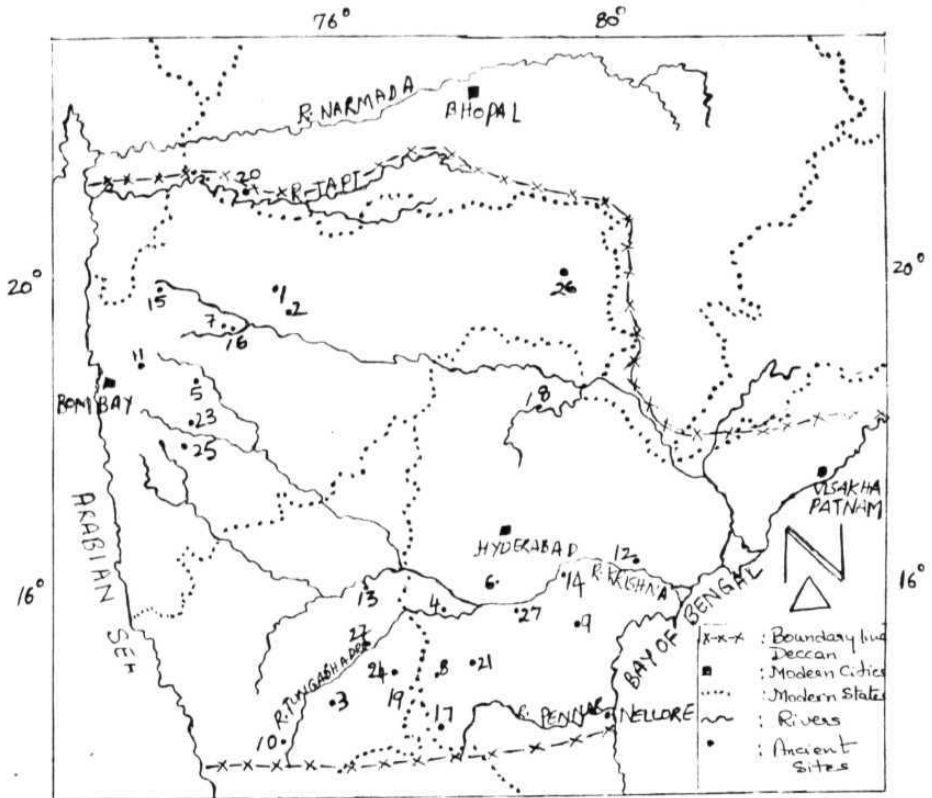 76°
80°
R. NARMADA
BHOPAL
20
R. TAPI
20°
20°
1
2
26
15
7
16
11
5
18
BOMBAY
23
25
VISAKHA
PATNAM
ARABIAN
SEA
HYDERABAD
12
16°
16°
6
14
R. KRISHNA
13
4
27
9
BAY OF BENGAL
27
R. TUNGABHADRA
24
8
21
3
19
17
R. PENNAR
NELLORE
10
x-x-x : Boundary line
Deccan
: Modern Cities
: Modern States
: Rivers
: Ancient
Sites